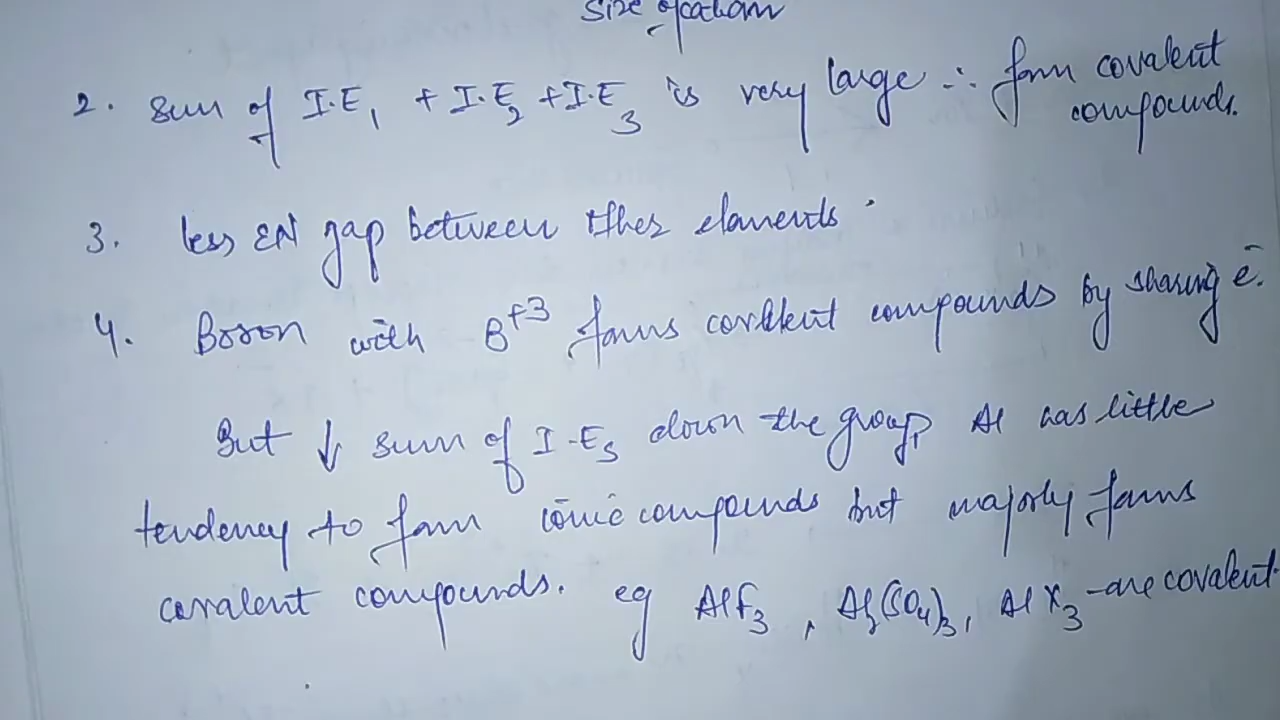 size of cation
2. Sum of I.E1 + I.E2 + I.E3 is very large ∴ form covalent
compounds.
3. less EN gap between their elements.
4. Boron with B+3 forms covalent compounds by sharing e-.
But ↓ sum of I.Es down the group, Al has little
tendency to form ionic compounds but majorly forms
covalent compounds. eg AlF3, Al2(SO4)3, AlX3 - are covalent